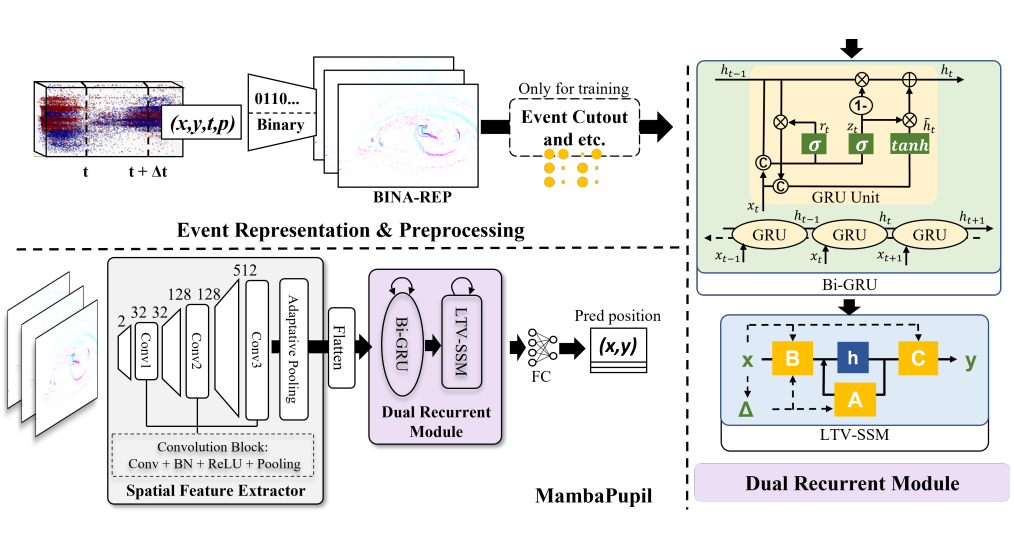 (x,y,t,p)
t
t + Δt
0110...
Binary
BINA-REP
Only for training
Event Cutout
and etc.
Event Representation & Preprocessing
2
32
32
128
128
512
Conv1
Conv2
Conv3
Adaptative Pooling
Flatten
Convolution Block:
Conv + BN + ReLU + Pooling
Spatial Feature Extractor
Bi-GRU
LTV-SSM
Dual Recurrent
Module
FC
Pred position
(x,y)
MambaPupil
h_{t-1}
h_t
1-
r_t
z_t
h̃_t
σ
σ
tanh
C
C
GRU Unit
x_t
h_{t-1}
h_t
h_{t+1}
GRU
GRU
GRU
x_{t-1}
x_t
x_{t+1}
Bi-GRU
x
B
h
C
y
Δ
A
LTV-SSM
Dual Recurrent Module